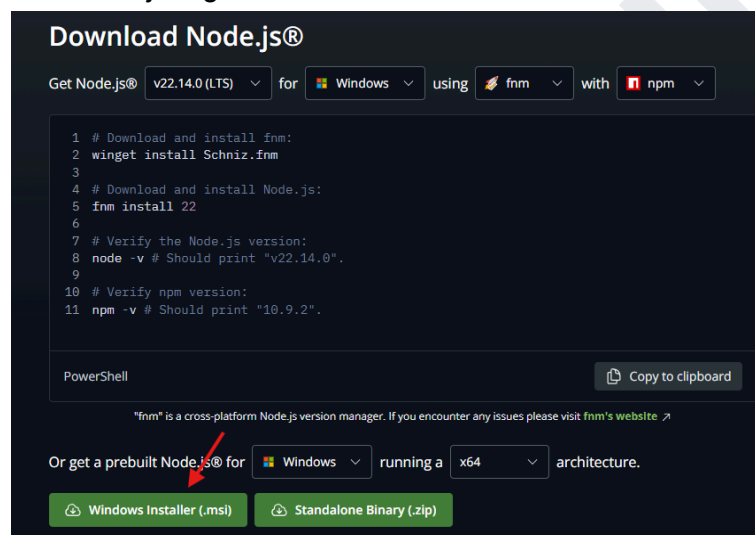 Download Node.js®
Get Node.js® v22.14.0 (LTS) for Windows using fnm with npm
1 # Download and install fnm:
2 winget install Schniz.fnm
3
4 # Download and install Node.js:
5 fnm install 22
6
7 # Verify the Node.js version:
8 node -v # Should print "v22.14.0".
9
10 # Verify npm version:
11 npm -v # Should print "10.9.2".
PowerShell Copy to clipboard
"fnm" is a cross-platform Node.js version manager. If you encounter any issues please visit fnm's website
Or get a prebuilt Node.js® for Windows running a x64 architecture.
Windows Installer (.msi) Standalone Binary (.zip)